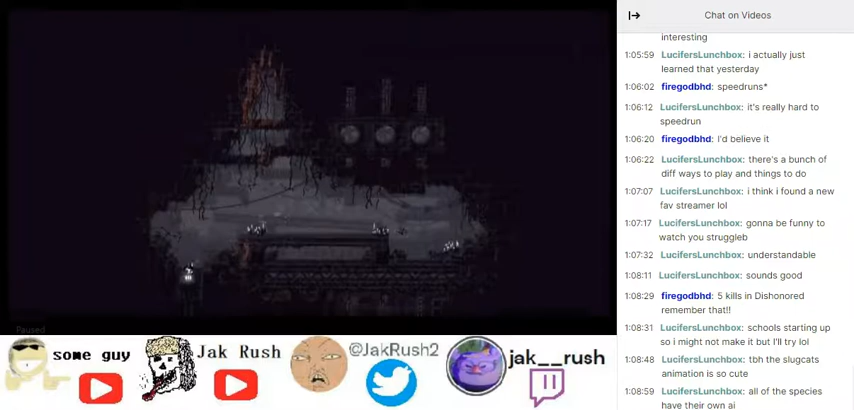 Chat on Videos
interesting
1:05:59 LucifersLunchbox: i actually just
learned that yesterday
1:06:02 firegodbhd: speedruns*
1:06:12 LucifersLunchbox: it's really hard to
speedrun
1:06:20 firegodbhd: I'd believe it
1:06:22 LucifersLunchbox: there's a bunch of
diff ways to play and things to do
1:07:07 LucifersLunchbox: i think i found a new
fav streamer lol
1:07:17 LucifersLunchbox: gonna be funny to
watch you struggleb
1:07:32 LucifersLunchbox: understandable
1:08:11 LucifersLunchbox: sounds good
1:08:29 firegodbhd: 5 kills in Dishonored
remember that!!
1:08:31 LucifersLunchbox: schools starting up
so i might not make it but I'll try lol
1:08:48 LucifersLunchbox: tbh the slugcats
animation is so cute
1:08:59 LucifersLunchbox: all of the species
have their own ai
Paused
some guy
Jak Rush
@JakRush2
jak__rush